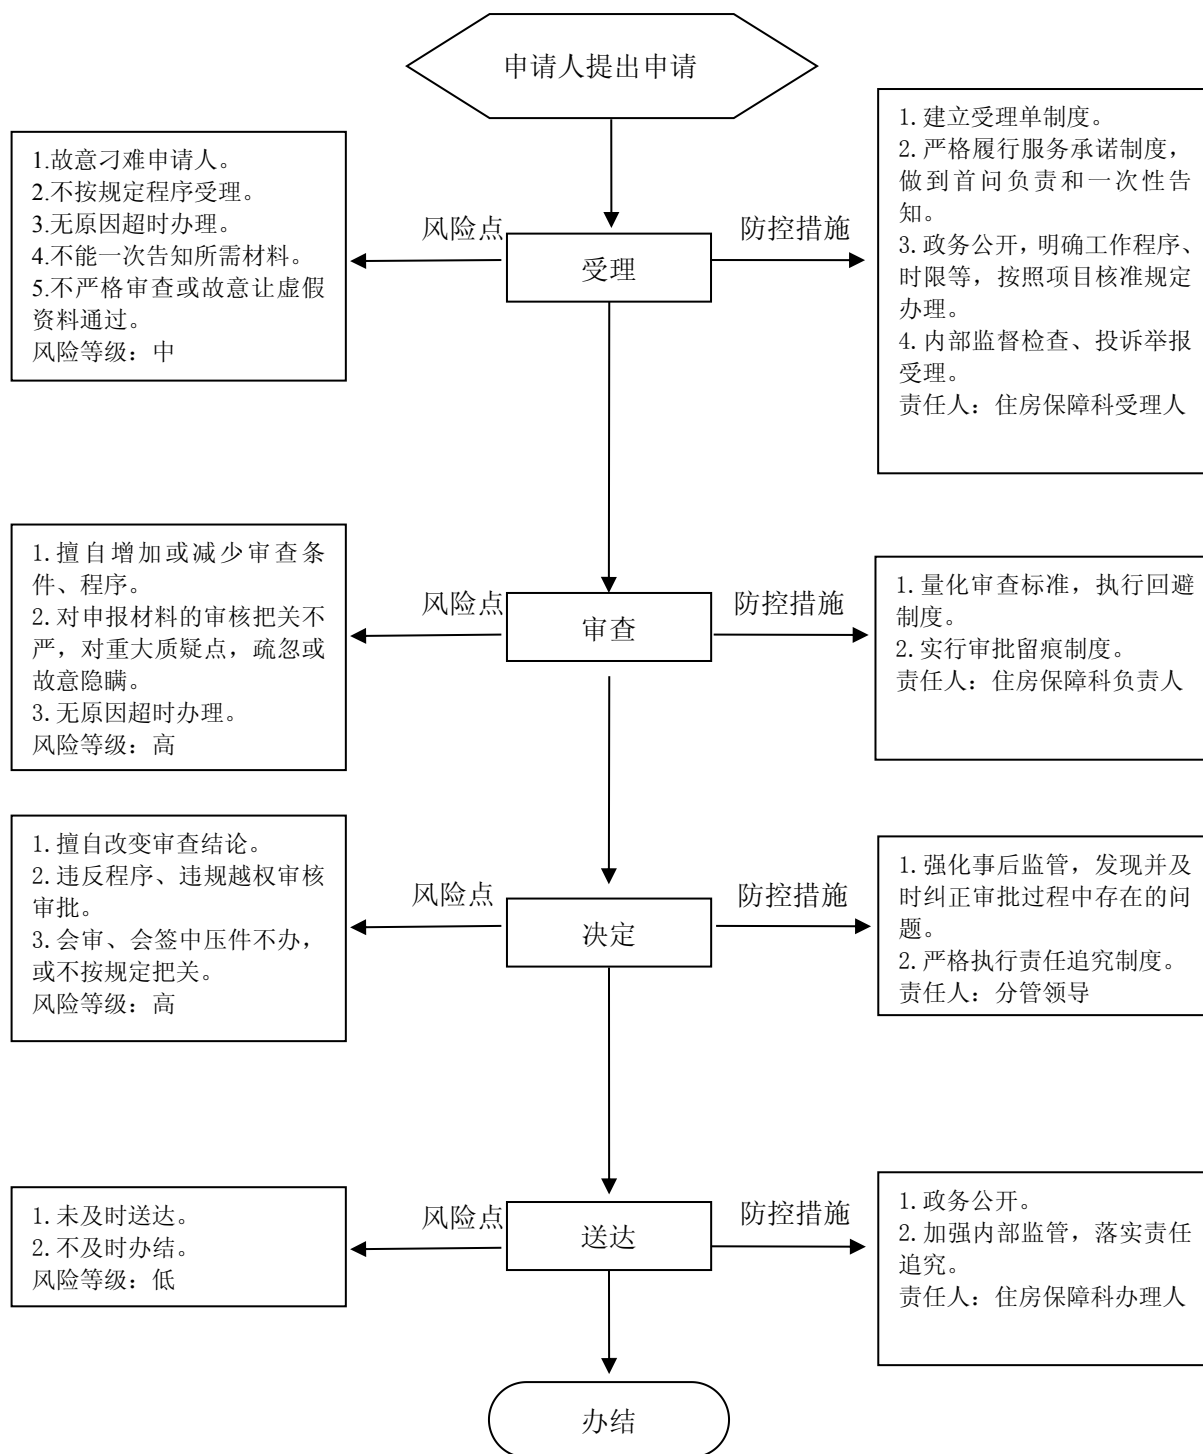 申请人提出申请
1.故意刁难申请人。
2.不按规定程序受理。
3.无原因超时办理。
4.不能一次告知所需材料。
5.不严格审查或故意让虚假
资料通过。
风险等级：中
风险点
受理
防控措施
1.建立受理单制度。
2.严格履行服务承诺制度，
做到首问负责和一次性告
知。
3.政务公开，明确工作程序、
时限等，按照项目核准规定
办理。
4.内部监督检查、投诉举报
受理。
责任人：住房保障科受理人
1.擅自增加或减少审查条
件、程序。
2.对申报材料的审核把关不
严，对重大质疑点，疏忽或
故意隐瞒。
3.无原因超时办理。
风险等级：高
风险点
审查
防控措施
1.量化审查标准，执行回避
制度。
2.实行审批留痕制度。
责任人：住房保障科负责人
1.擅自改变审查结论。
2.违反程序、违规越权审核
审批。
3.会审、会签中压件不办，
或不按规定把关。
风险等级：高
风险点
决定
防控措施
1.强化事后监管，发现并及
时纠正审批过程中存在的问
题。
2.严格执行责任追究制度。
责任人：分管领导
1.未及时送达。
2.不及时办结。
风险等级：低
风险点
送达
防控措施
1.政务公开。
2.加强内部监管，落实责任
追究。
责任人：住房保障科办理人
办结